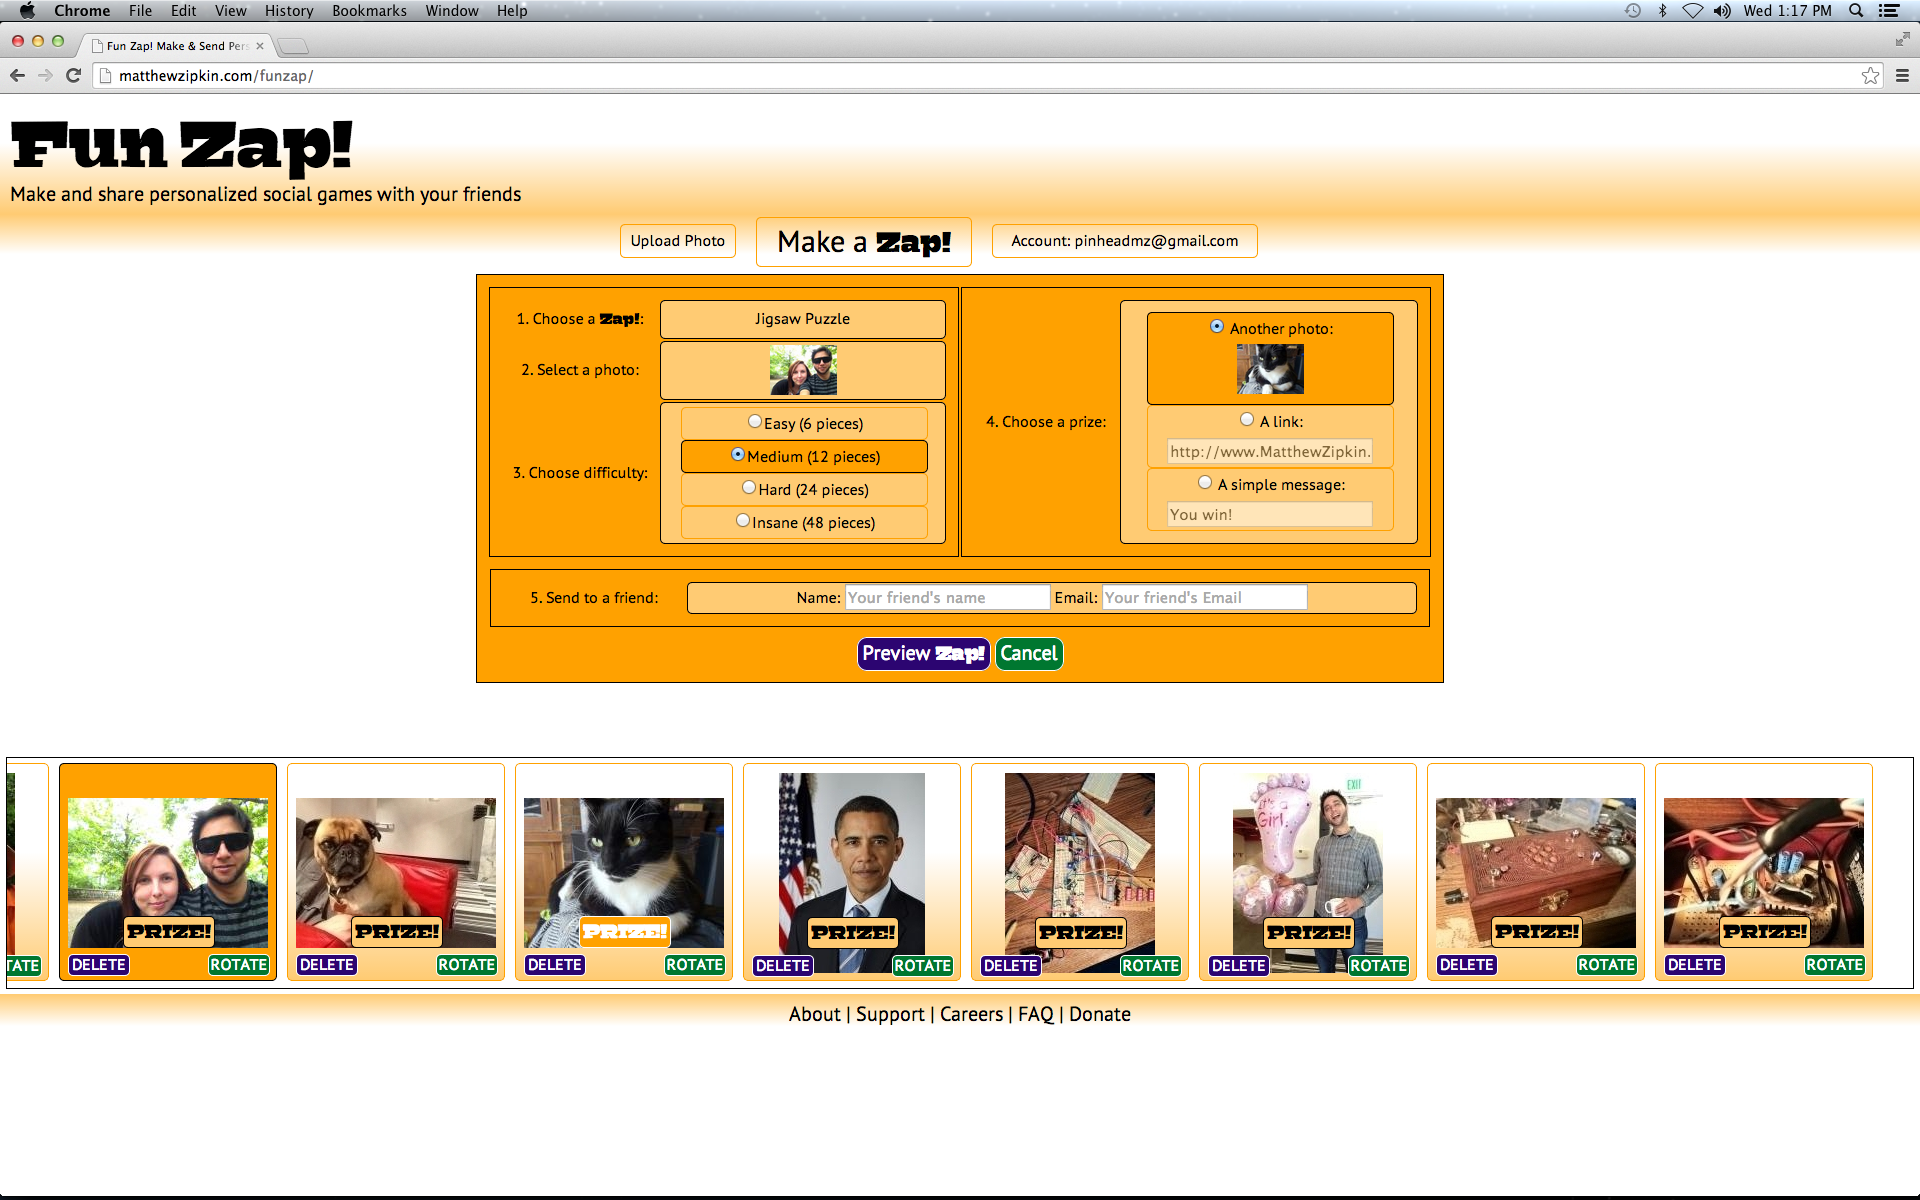 Chrome File Edit View History Bookmarks Window Help Wed 1:17 PM
Fun Zap! Make & Send Pers
matthewzipkin.com/funzap/
Fun Zap!
Make and share personalized social games with your friends
Upload Photo Make a Zap! Account: pinheadmz@gmail.com
1. Choose a Zap!: Jigsaw Puzzle
2. Select a photo:
3. Choose difficulty:
Easy (6 pieces)
Medium (12 pieces)
Hard (24 pieces)
Insane (48 pieces)
4. Choose a prize:
Another photo:
A link:
http://www.MatthewZipkin.
A simple message:
You win!
5. Send to a friend: Name: Your friend's name Email: Your friend's Email
Preview Zap! Cancel
It's a Girl.
EXIT
PRIZE! PRIZE! PRIZE! PRIZE! PRIZE! PRIZE! PRIZE! PRIZE!
TATE DELETE ROTATE DELETE ROTATE DELETE ROTATE DELETE ROTATE DELETE ROTATE DELETE ROTATE DELETE ROTATE DELETE ROTATE
About | Support | Careers | FAQ | Donate